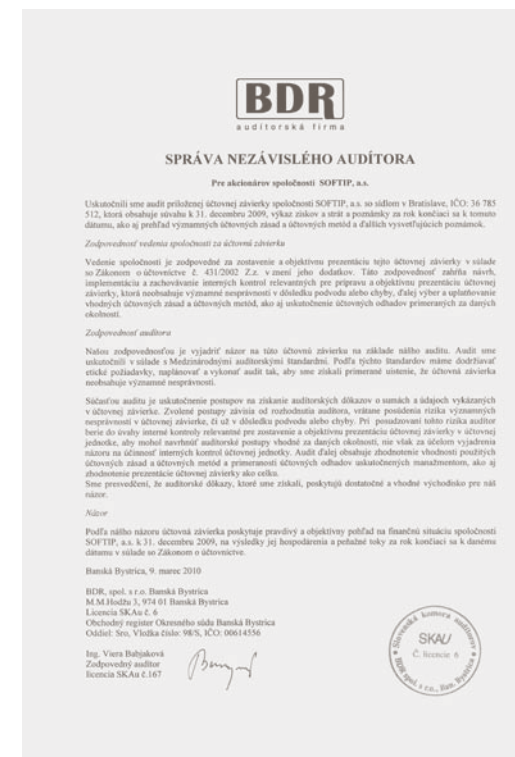 BDR
audítorská firma
SPRÁVA NEZÁVISLÉHO AUDÍTORA
Pre akcionárov spoločnosti SOFTIP, a.s.
Uskutočnili sme audit priloženej účtovnej závierky spoločnosti SOFTIP, a.s. so sídlom v Bratislave, IČO: 36 785
512, ktorá obsahuje súvahu k 31. decembru 2009, výkaz ziskov a strát a poznámky za rok končiaci sa k tomuto
dátumu, ako aj prehľad významných účtovných zásad a účtovných metód a ďalších vysvetľujúcich poznámok.
Zodpovednosť vedenia spoločnosti za účtovnú závierku
Vedenie spoločnosti je zodpovedné za zostavenie a objektívnu prezentáciu tejto účtovnej závierky v súlade
so Zákonom o účtovníctve č. 431/2002 Z.z. v znení jeho dodatkov. Táto zodpovednosť zahŕňa návrh,
implementáciu a zachovávanie interných kontrol relevantných pre prípravu a objektívnu prezentáciu účtovnej
závierky, ktorá neobsahuje významné nesprávnosti v dôsledku podvodu alebo chyby, ďalej výber a uplatňovanie
vhodných účtovných zásad a účtovných metód, ako aj uskutočnenie účtovných odhadov primeraných za daných
okolností.
Zodpovednosť audítora
Našou zodpovednosťou je vyjadriť názor na túto účtovnú závierku na základe nášho auditu. Audit sme
uskutočnili v súlade s Medzinárodnými audítorskými štandardmi. Podľa týchto štandardov máme dodržiavať
etické požiadavky, naplánovať a vykonať audit tak, aby sme získali primerané uistenie, že účtovná závierka
neobsahuje významné nesprávnosti.
Súčasťou auditu je uskutočnenie postupov na získanie audítorských dôkazov o sumách a údajoch vykázaných
v účtovnej závierke. Zvolené postupy závisia od rozhodnutia audítora, vrátane posúdenia rizika významných
nesprávností v účtovnej závierke, či už v dôsledku podvodu alebo chyby. Pri posudzovaní tohto rizika audítor
berie do úvahy interné kontroly relevantné pre zostavenie a objektívnu prezentáciu účtovnej závierky v účtovnej
jednotke, aby mohol navrhnúť audítorské postupy vhodné za daných okolností, nie však za účelom vyjadrenia
názoru na účinnosť interných kontrol účtovnej jednotky. Audit ďalej obsahuje zhodnotenie vhodnosti použitých
účtovných zásad a účtovných metód a primeranosti účtovných odhadov uskutočnených manažmentom, ako aj
zhodnotenie prezentácie účtovnej závierky ako celku.
Sme presvedčení, že audítorské dôkazy, ktoré sme získali, poskytujú dostatočné a vhodné východisko pre náš
názor.
Názor
Podľa nášho názoru účtovná závierka poskytuje pravdivý a objektívny pohľad na finančnú situáciu spoločnosti
SOFTIP, a.s. k 31. decembru 2009, na výsledky jej hospodárenia a peňažné toky za rok končiaci sa k danému
dátumu v súlade so Zákonom o účtovníctve.
Banská Bystrica, 9. marec 2010
BDR, spol. s r.o. Banská Bystrica
M.M.Hodžu 3, 974 01 Banská Bystrica
Licencia SKAu č. 6
Obchodný register Okresného súdu Banská Bystrica
Oddiel: Sro, Vložka číslo: 98/S, IČO: 00614556
Ing. Viera Babjaková
Zodpovedný audítor
licencia SKAu č.167
Slovenská komora audítorov
SKAU
Č. licencie 6
BDR spol. s r.o., Ban. Bystrica